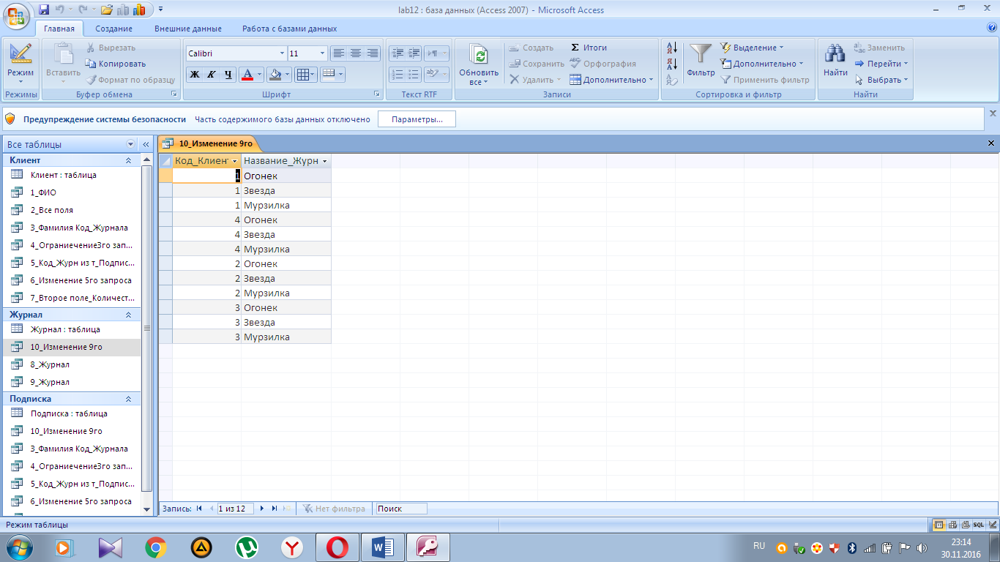 lab12 : база данных (Access 2007) - Microsoft Access
Главная Создание Внешние данные Работа с базами данных
Режим
Режимы
Вставить
Вырезать
Копировать
Формат по образцу
Буфер обмена
Calibri 11
Ж К Ч А
Шрифт
Текст RTF
Обновить все
Создать
Сохранить
Удалить
Σ Итоги
Орфография
Дополнительно
Записи
Фильтр
Выделение
Дополнительно
Применить фильтр
Сортировка и фильтр
Найти
Заменить
Перейти
Выбрать
Найти
Предупреждение системы безопасности Часть содержимого базы данных отключено Параметры...
Все таблицы
Клиент
Клиент : таблица
1_ФИО
2_Все поля
3_Фамилия Код_Журнала
4_Ограниечение3го зап...
5_Код_Журн из т_Подпис...
6_Изменение 5го запроса
7_Второе поле_Количест...
Журнал
Журнал : таблица
10_Изменение 9го
8_Журнал
9_Журнал
Подписка
Подписка : таблица
10_Изменение 9го
3_Фамилия Код_Журнала
4_Ограниечение3го зап...
5_Код_Журн из т_Подпис...
6_Изменение 5го запроса
10_Изменение 9го
Код_Клиент Название_Журн
1 Огонек
1 Звезда
1 Мурзилка
4 Огонек
4 Звезда
4 Мурзилка
2 Огонек
2 Звезда
2 Мурзилка
3 Огонек
3 Звезда
3 Мурзилка
Запись: 1 из 12 Нет фильтра Поиск
Режим таблицы
SQL
RU
23:14
30.11.2016